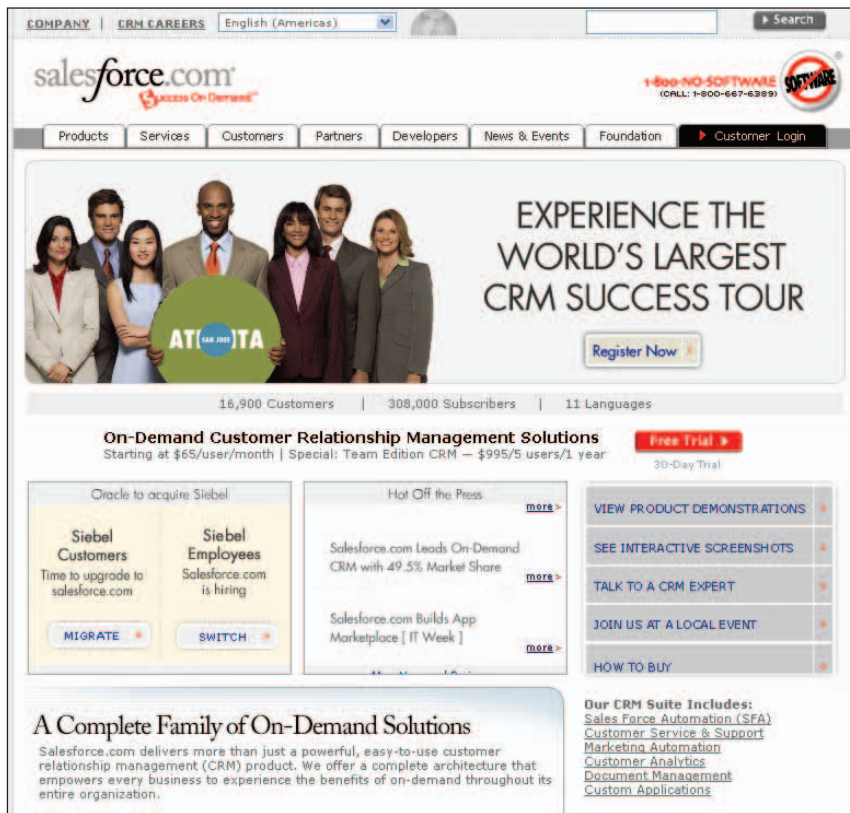 COMPANY | CRM CAREERS English (Americas) Search
salesforce.com®
Success On Demand™
1-800-NO-SOFTWARE
(CALL: 1-800-667-6389)
SOFTWARE
®
Products Services Customers Partners Developers News & Events Foundation Customer Login
EXPERIENCE THE
WORLD'S LARGEST
CRM SUCCESS TOUR
AT(SAN JOSE)TA
Register Now
16,900 Customers | 308,000 Subscribers | 11 Languages
On-Demand Customer Relationship Management Solutions
Starting at $65/user/month | Special: Team Edition CRM — $995/5 users/1 year
Free Trial
30-Day Trial
Oracle to acquire Siebel
Siebel
Customers
Time to upgrade to
salesforce.com
MIGRATE
Siebel
Employees
Salesforce.com
is hiring
SWITCH
Hot Off the Press
more >
Salesforce.com Leads On-Demand
CRM with 49.5% Market Share
more >
Salesforce.com Builds App
Marketplace [ IT Week ]
more >
VIEW PRODUCT DEMONSTRATIONS
SEE INTERACTIVE SCREENSHOTS
TALK TO A CRM EXPERT
JOIN US AT A LOCAL EVENT
HOW TO BUY
A Complete Family of On-Demand Solutions
Salesforce.com delivers more than just a powerful, easy-to-use customer
relationship management (CRM) product. We offer a complete architecture that
empowers every business to experience the benefits of on-demand throughout its
entire organization.
Our CRM Suite Includes:
Sales Force Automation (SFA)
Customer Service & Support
Marketing Automation
Customer Analytics
Document Management
Custom Applications